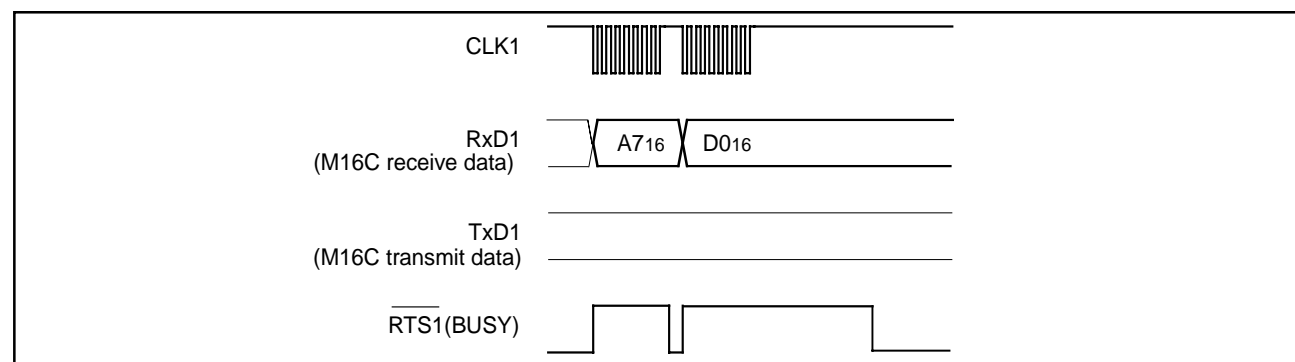 CLK1
RxD1
(M16C receive data)
A716
D016
TxD1
(M16C transmit data)
RTS1(BUSY)